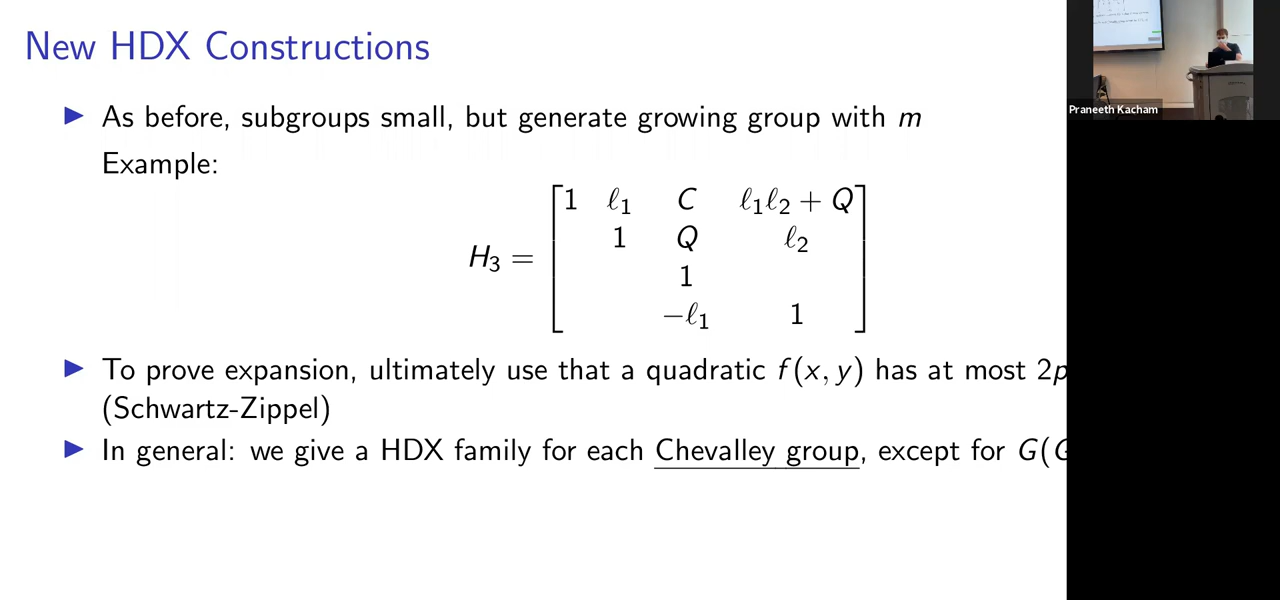 New HDX Constructions
▶ As before, subgroups small, but generate growing group with m
Example:
H₃ =
1 ℓ₁ C ℓ₁ℓ₂ + Q
1 Q ℓ₂
1
−ℓ₁ 1
▶ To prove expansion, ultimately use that a quadratic f(x, y) has at most 2p
(Schwartz-Zippel)
▶ In general: we give a HDX family for each Chevalley group, except for G(
Praneeth Kacham